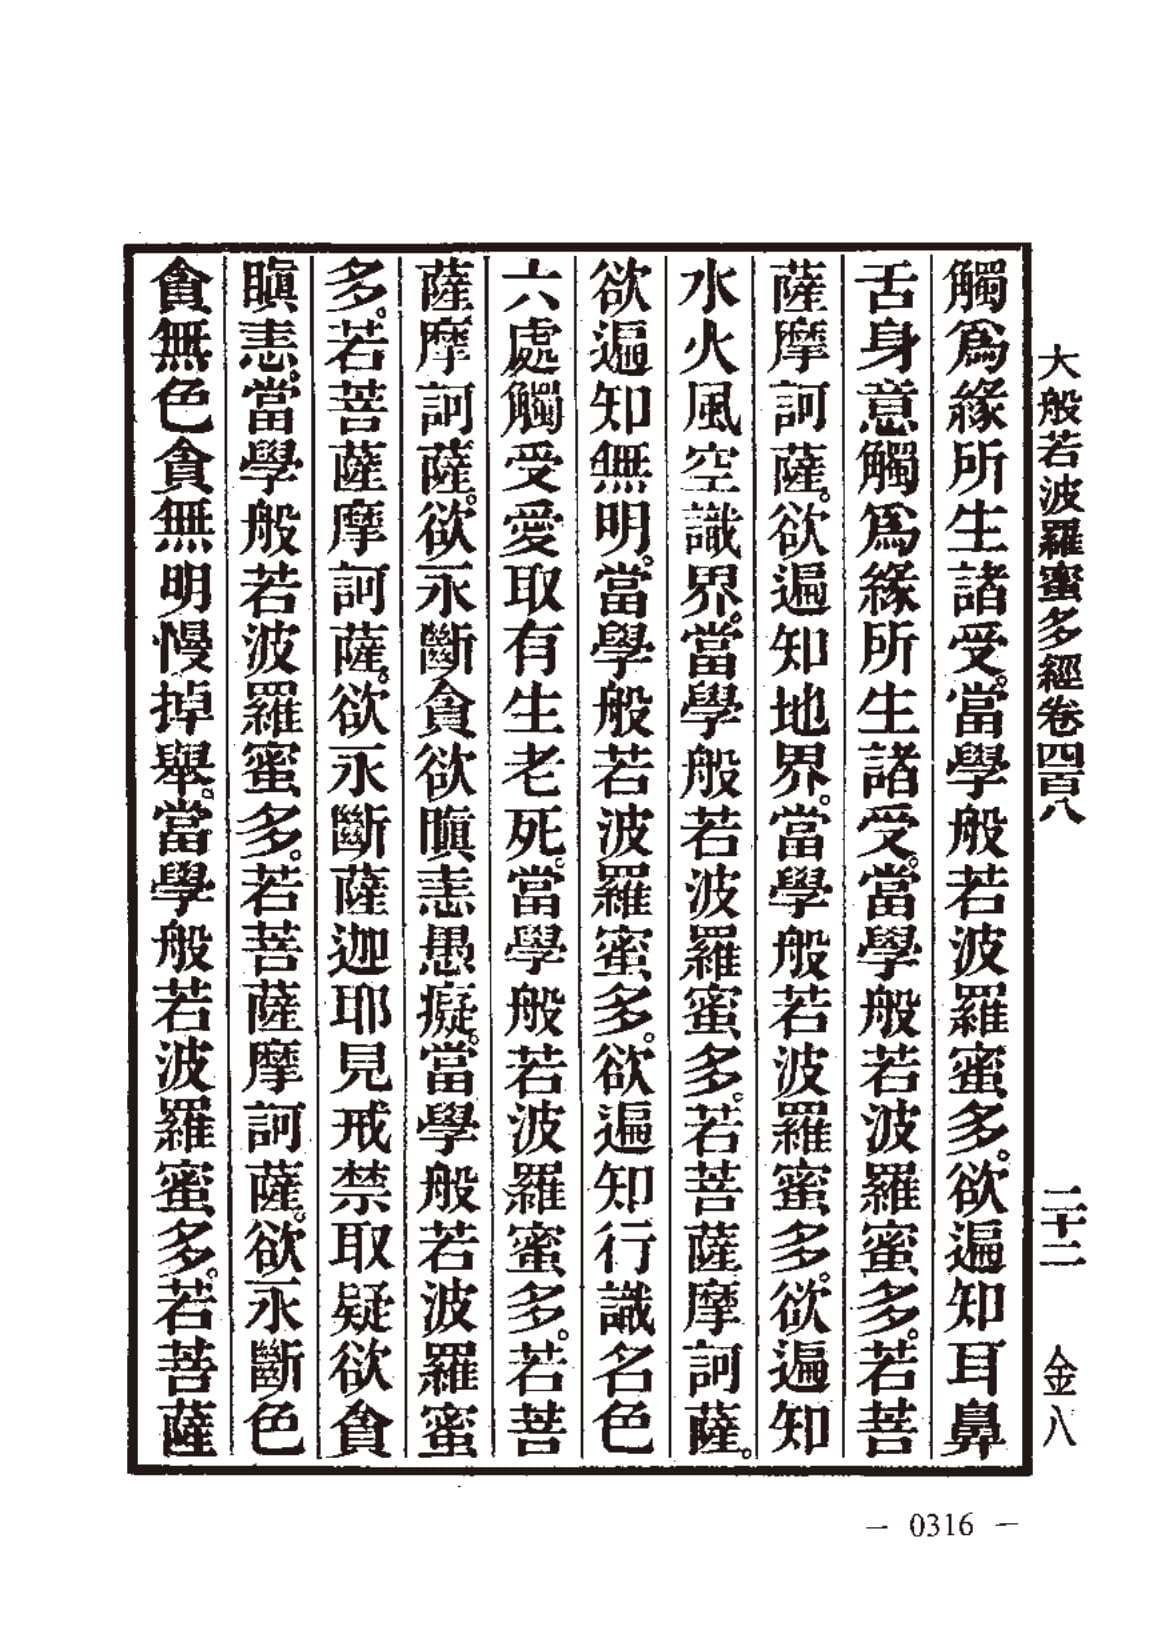 大般若波羅蜜多經卷四百八 二十二 金八
觸爲緣所生諸受。當學般若波羅蜜多。欲遍知耳鼻
舌身意觸爲緣所生諸受。當學般若波羅蜜多。若菩
薩摩訶薩。欲遍知地界。當學般若波羅蜜多。欲遍知
水火風空識界。當學般若波羅蜜多。若菩薩摩訶薩。
欲遍知無明。當學般若波羅蜜多。欲遍知行識名色
六處觸受愛取有生老死。當學般若波羅蜜多。若菩
薩摩訶薩。欲永斷貪欲瞋恚愚癡。當學般若波羅蜜
多。若菩薩摩訶薩。欲永斷薩迦耶見戒禁取疑欲貪
瞋恚。當學般若波羅蜜多。若菩薩摩訶薩。欲永斷色
貪無色貪無明慢掉舉。當學般若波羅蜜多。若菩薩
— 0316 —